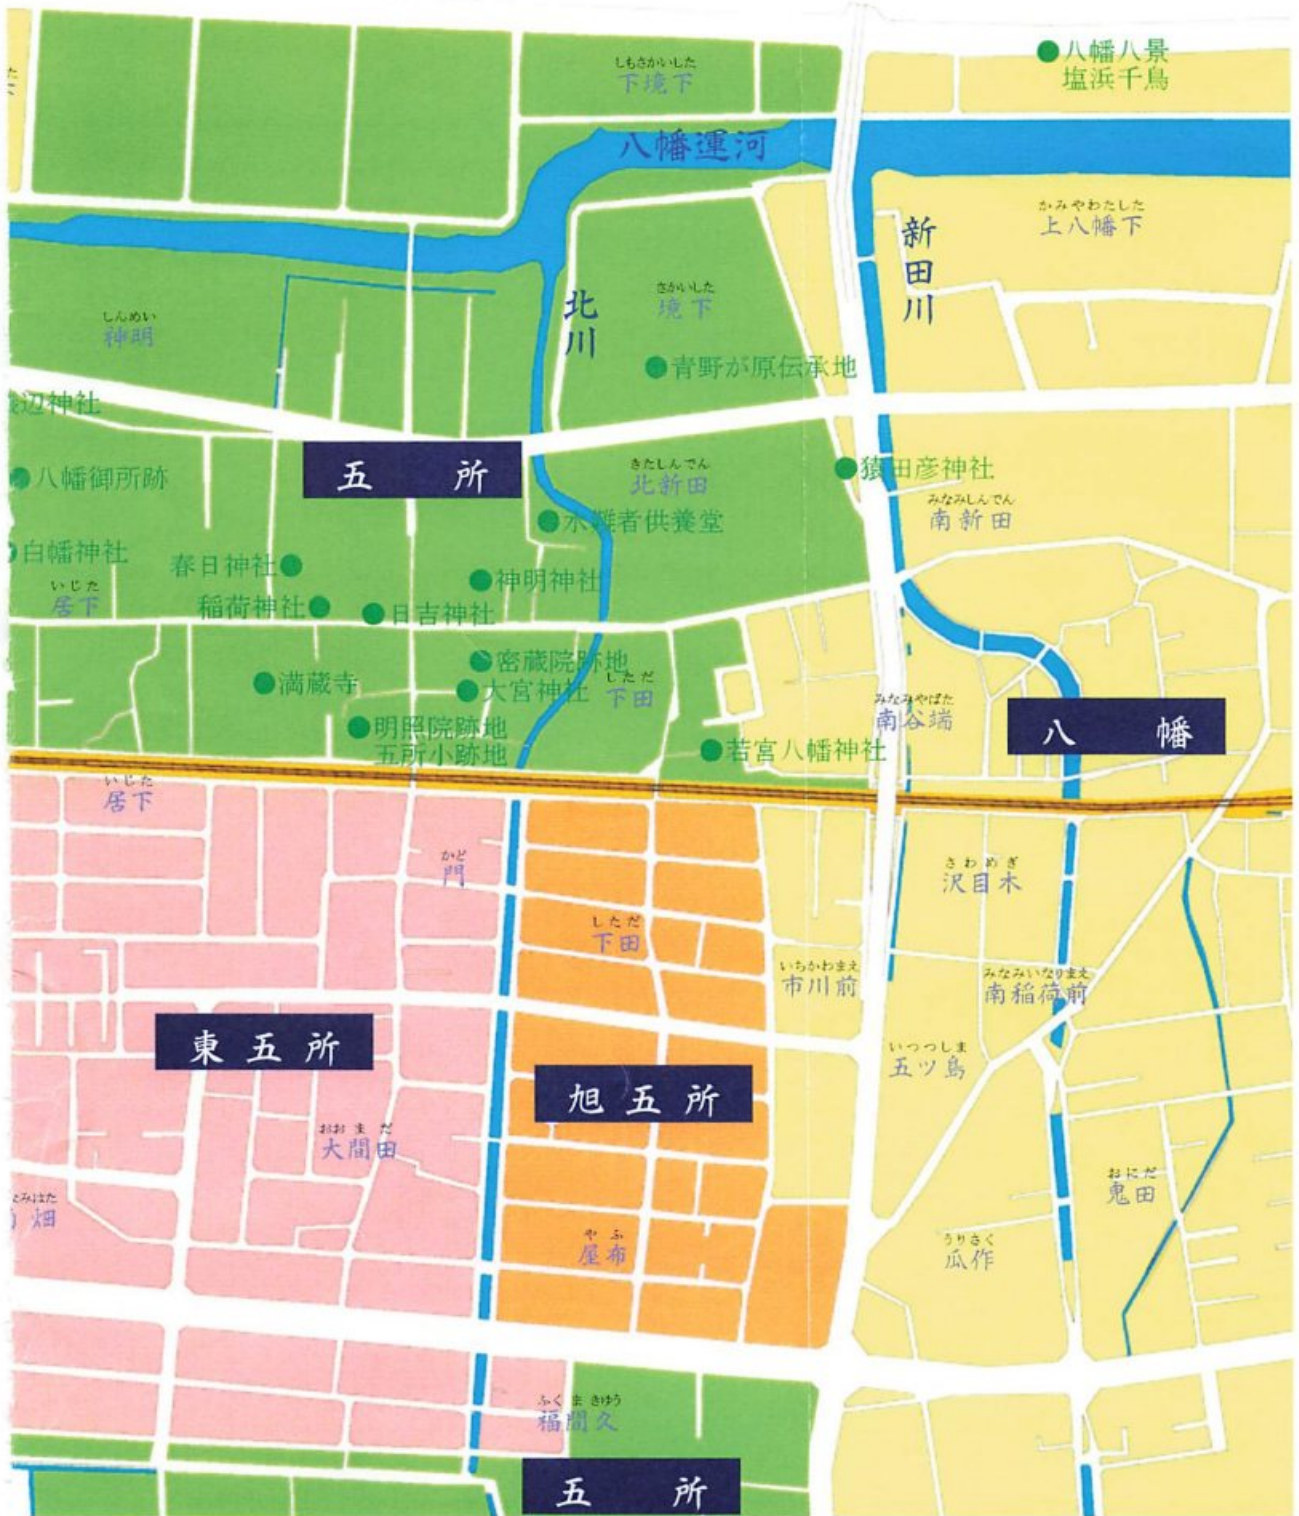 しもさかいした
下境下
八幡八景
塩浜千鳥
八幡運河
かみやわたした
上八幡下
新田川
北川
さかいした
境下
しんめい
神明
青野が原伝承地
辺神社
八幡御所跡
五所
きたしんでん
北新田
猿田彦神社
みなみしんでん
南新田
水難者供養堂
白幡神社
春日神社
神明神社
いじた
居下
稲荷神社
日吉神社
密蔵院跡地
満蔵寺
大宮神社
しただ
下田
みなみやばた
南谷端
八幡
明照院跡地
五所小跡地
若宮八幡神社
いじた
居下
かど
門
さわめぎ
沢目木
しただ
下田
いちかわまえ
市川前
みなみいなりまえ
南稲荷前
東五所
いつつしま
五ツ島
旭五所
おおまだ
大間田
おにだ
鬼田
みはた
畑
やふ
屋布
うりさく
瓜作
ふくまきゆう
福間久
五所